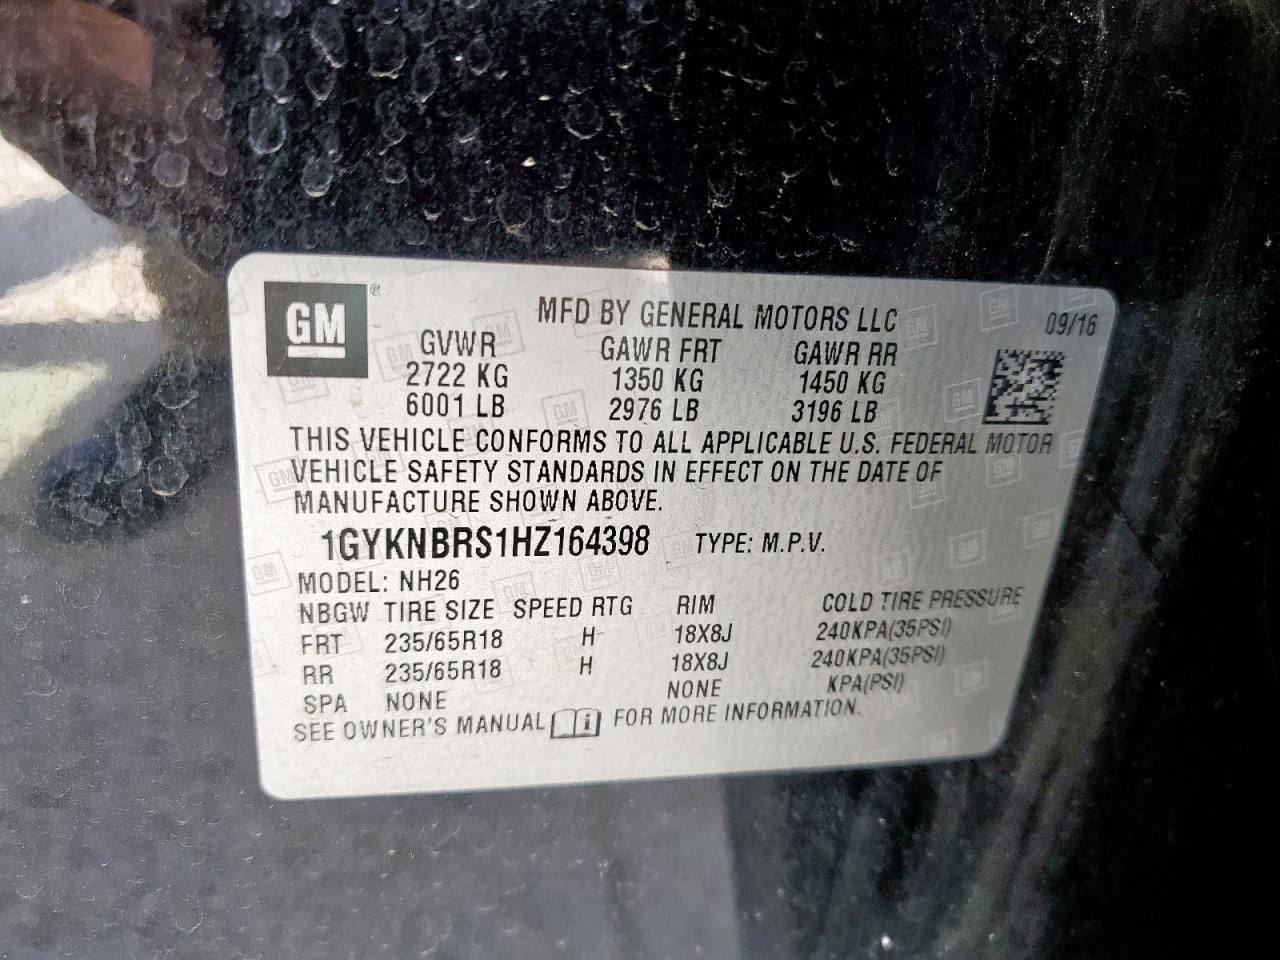 GM ®
MFD BY GENERAL MOTORS LLC 09/16
GVWR GAWR FRT GAWR RR
2722 KG 1350 KG 1450 KG
6001 LB 2976 LB 3196 LB
THIS VEHICLE CONFORMS TO ALL APPLICABLE U.S. FEDERAL MOTOR
VEHICLE SAFETY STANDARDS IN EFFECT ON THE DATE OF
MANUFACTURE SHOWN ABOVE.
1GYKNBRS1HZ164398 TYPE: M.P.V.
MODEL: NH26
NBGW TIRE SIZE SPEED RTG RIM COLD TIRE PRESSURE
FRT 235/65R18 H 18X8J 240KPA(35PSI)
RR 235/65R18 H 18X8J 240KPA(35PSI)
SPA NONE NONE KPA(PSI)
SEE OWNER'S MANUAL i FOR MORE INFORMATION.